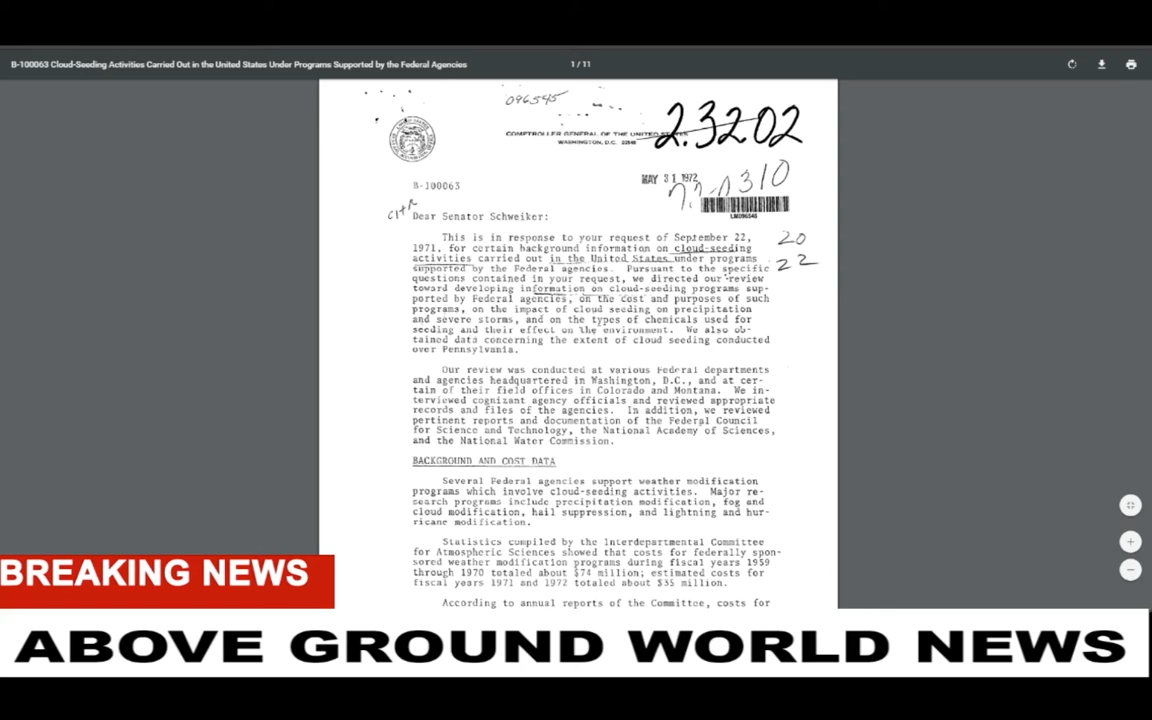 B-100063 Cloud-Seeding Activities Carried Out in the United States Under Programs Supported by the Federal Agencies
1 / 11
096545
2.3202
COMPTROLLER GENERAL OF THE UNITED STATES
WASHINGTON, D.C. 20548
MAY 31 1972
0310
B-100063
LM096545
Dear Senator Schweiker:
20
22
This is in response to your request of September 22,
1971, for certain background information on cloud-seeding
activities carried out in the United States under programs
supported by the Federal agencies. Pursuant to the specific
questions contained in your request, we directed our review
toward developing information on cloud-seeding programs sup-
ported by Federal agencies, on the cost and purposes of such
programs, on the impact of cloud seeding on precipitation
and severe storms, and on the types of chemicals used for
seeding and their effect on the environment. We also ob-
tained data concerning the extent of cloud seeding conducted
over Pennsylvania.
Our review was conducted at various Federal departments
and agencies headquartered in Washington, D.C., and at cer-
tain of their field offices in Colorado and Montana. We in-
terviewed cognizant agency officials and reviewed appropriate
records and files of the agencies. In addition, we reviewed
pertinent reports and documentation of the Federal Council
for Science and Technology, the National Academy of Sciences,
and the National Water Commission.
BACKGROUND AND COST DATA
Several Federal agencies support weather modification
programs which involve cloud-seeding activities. Major re-
search programs include precipitation modification, fog and
cloud modification, hail suppression, and lightning and hur-
ricane modification.
Statistics compiled by the Interdepartmental Committee
for Atmospheric Sciences showed that costs for federally spon-
sored weather modification programs during fiscal years 1959
through 1970 totaled about $74 million; estimated costs for
fiscal years 1971 and 1972 totaled about $35 million.
According to annual reports of the Committee, costs for
BREAKING NEWS
ABOVE GROUND WORLD NEWS